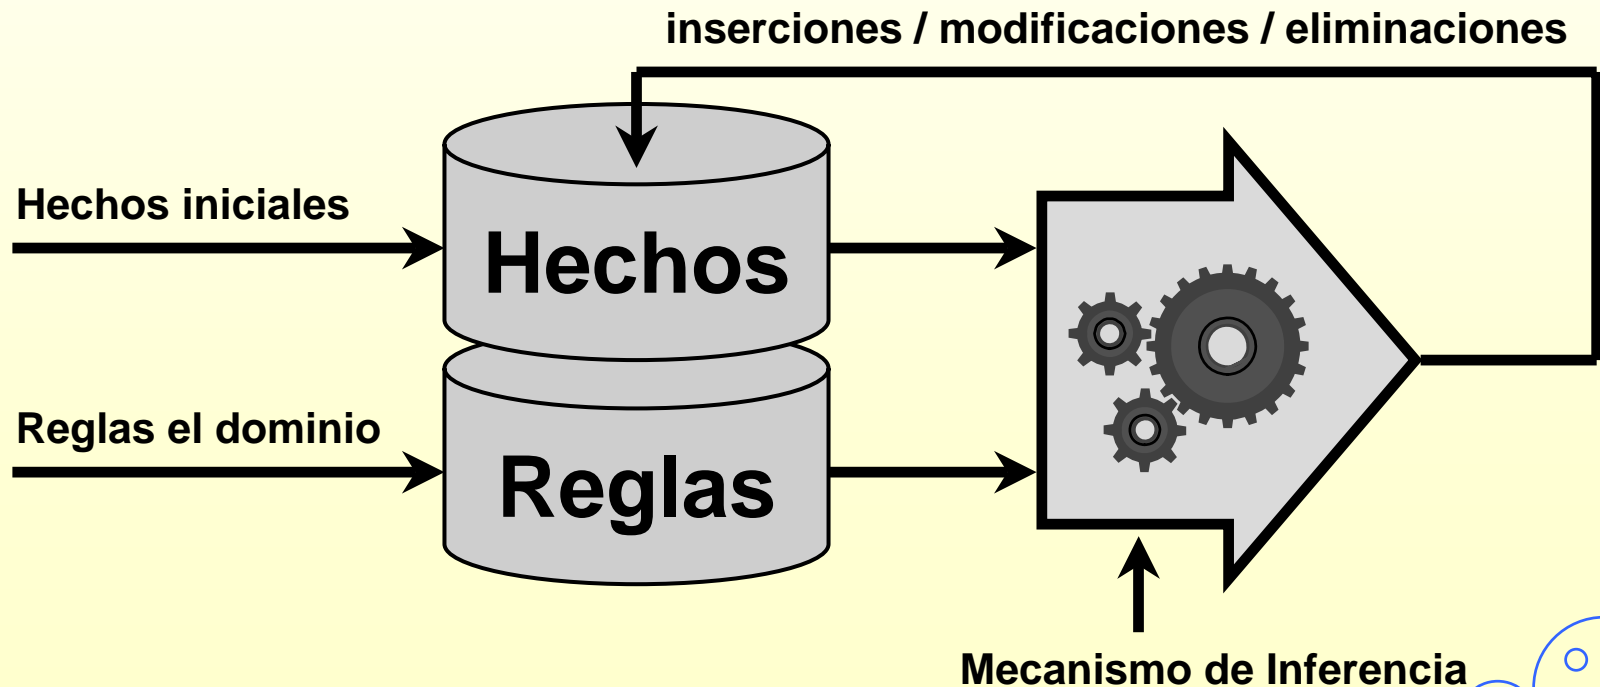 inserciones / modificaciones / eliminaciones
Hechos iniciales
Hechos
Reglas el dominio
Reglas
Mecanismo de Inferencia